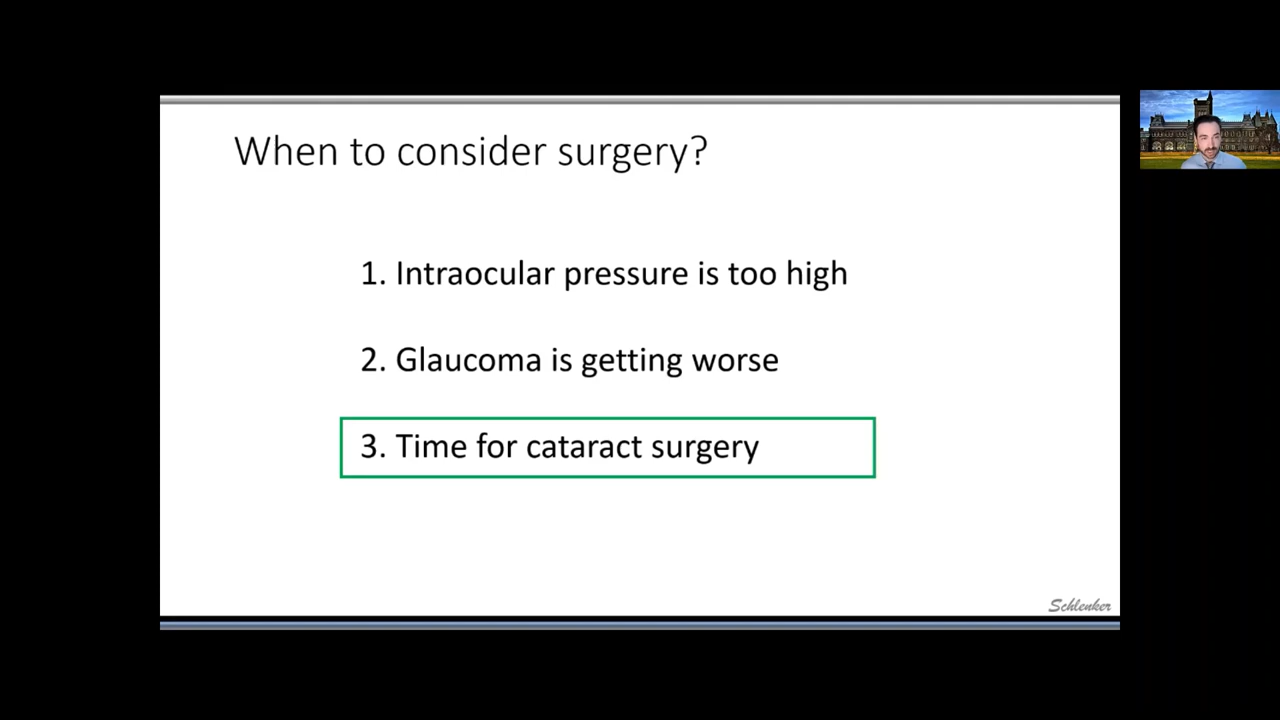 When to consider surgery?
1. Intraocular pressure is too high
2. Glaucoma is getting worse
3. Time for cataract surgery
Schlenker